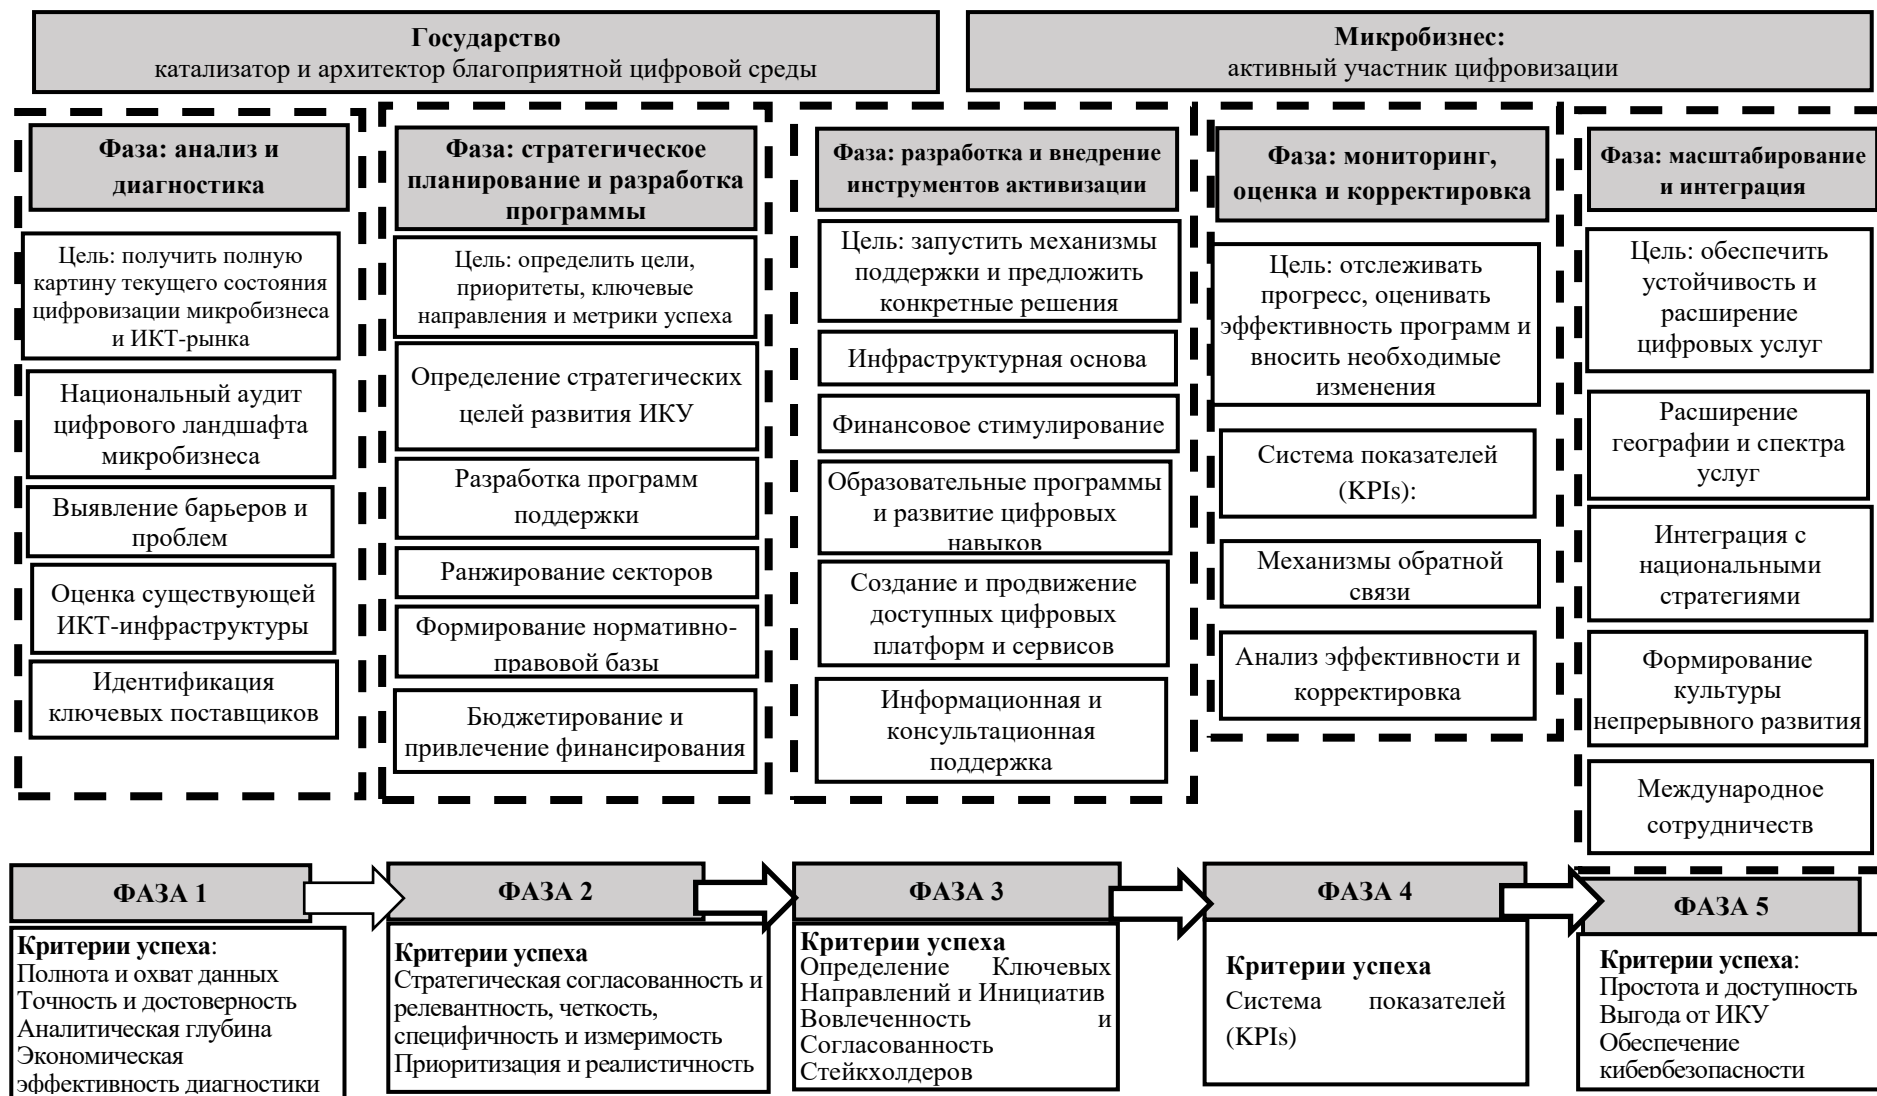 Государство
катализатор и архитектор благоприятной цифровой среды
Микробизнес:
активный участник цифровизации
Фаза: анализ и
диагностика
Цель: получить полную
картину текущего состояния
цифровизации микробизнеса
и ИКТ-рынка
Национальный аудит
цифрового ландшафта
микробизнеса
Выявление барьеров и
проблем
Оценка существующей
ИКТ-инфраструктуры
Идентификация
ключевых поставщиков
Фаза: стратегическое
планирование и разработка
программы
Цель: определить цели,
приоритеты, ключевые
направления и метрики успеха
Определение стратегических
целей развития ИКУ
Разработка программ
поддержки
Ранжирование секторов
Формирование нормативно-
правовой базы
Бюджетирование и
привлечение финансирования
Фаза: разработка и внедрение
инструментов активизации
Цель: запустить механизмы
поддержки и предложить
конкретные решения
Инфраструктурная основа
Финансовое стимулирование
Образовательные программы
и развитие цифровых
навыков
Создание и продвижение
доступных цифровых
платформ и сервисов
Информационная и
консультационная
поддержка
Фаза: мониторинг,
оценка и корректировка
Цель: отслеживать
прогресс, оценивать
эффективность программ и
вносить необходимые
изменения
Система показателей
(KPIs):
Механизмы обратной
связи
Анализ эффективности и
корректировка
Фаза: масштабирование
и интеграция
Цель: обеспечить
устойчивость и
расширение
цифровых услуг
Расширение
географии и спектра
услуг
Интеграция с
национальными
стратегиями
Формирование
культуры
непрерывного развития
Международное
сотрудничеств
ФАЗА 1
Критерии успеха:
Полнота и охват данных
Точность и достоверность
Аналитическая глубина
Экономическая
эффективность диагностики
ФАЗА 2
Критерии успеха
Стратегическая согласованность и
релевантность, четкость,
специфичность и измеримость
Приоритизация и реалистичность
ФАЗА 3
Критерии успеха
Определение Ключевых
Направлений и Инициатив
Вовлеченность и
Согласованность
Стейкхолдеров
ФАЗА 4
Критерии успеха
Система показателей
(KPIs)
ФАЗА 5
Критерии успеха:
Простота и доступность
Выгода от ИКУ
Обеспечение
кибербезопасности